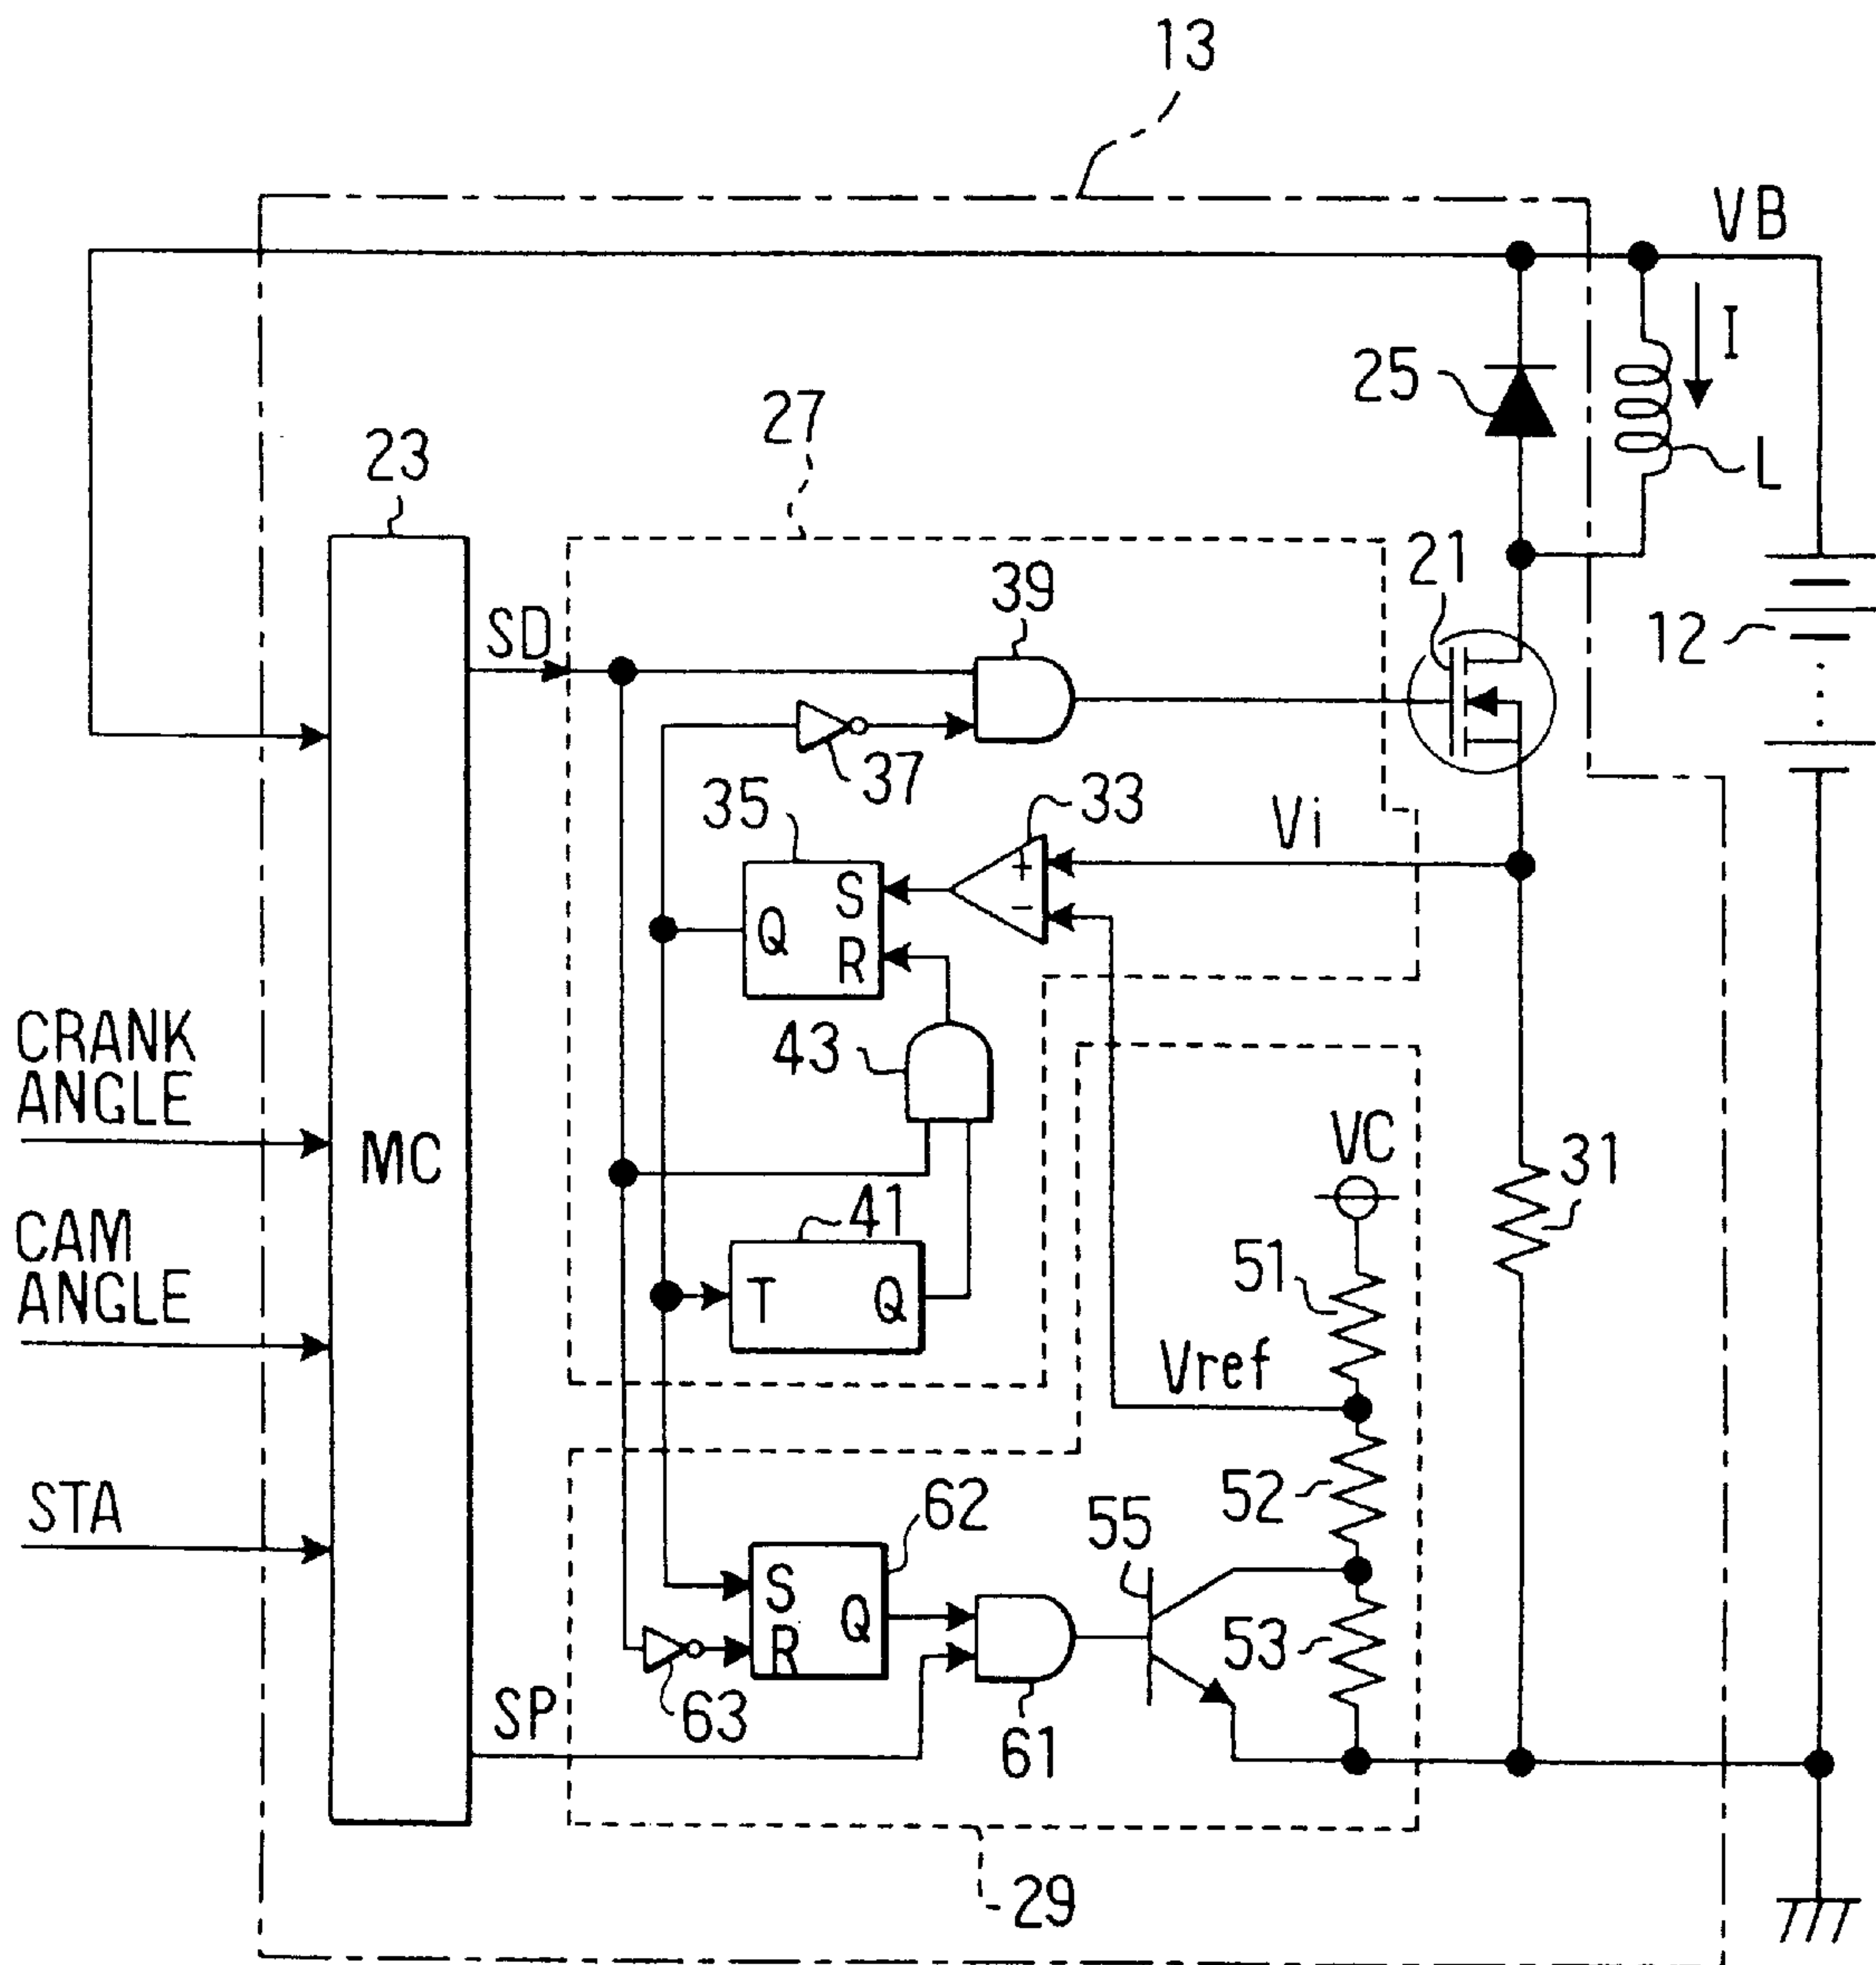 13
VB
I
25
27
L
23
21
39
SD
12
37
33
35
Vi
+
S
-
Q
R
CRANK
ANGLE
43
VC
MC
31
41
CAM
ANGLE
51
T
Q
Vref
STA
62
55
52
S
Q
53
R
SP
63
61
29